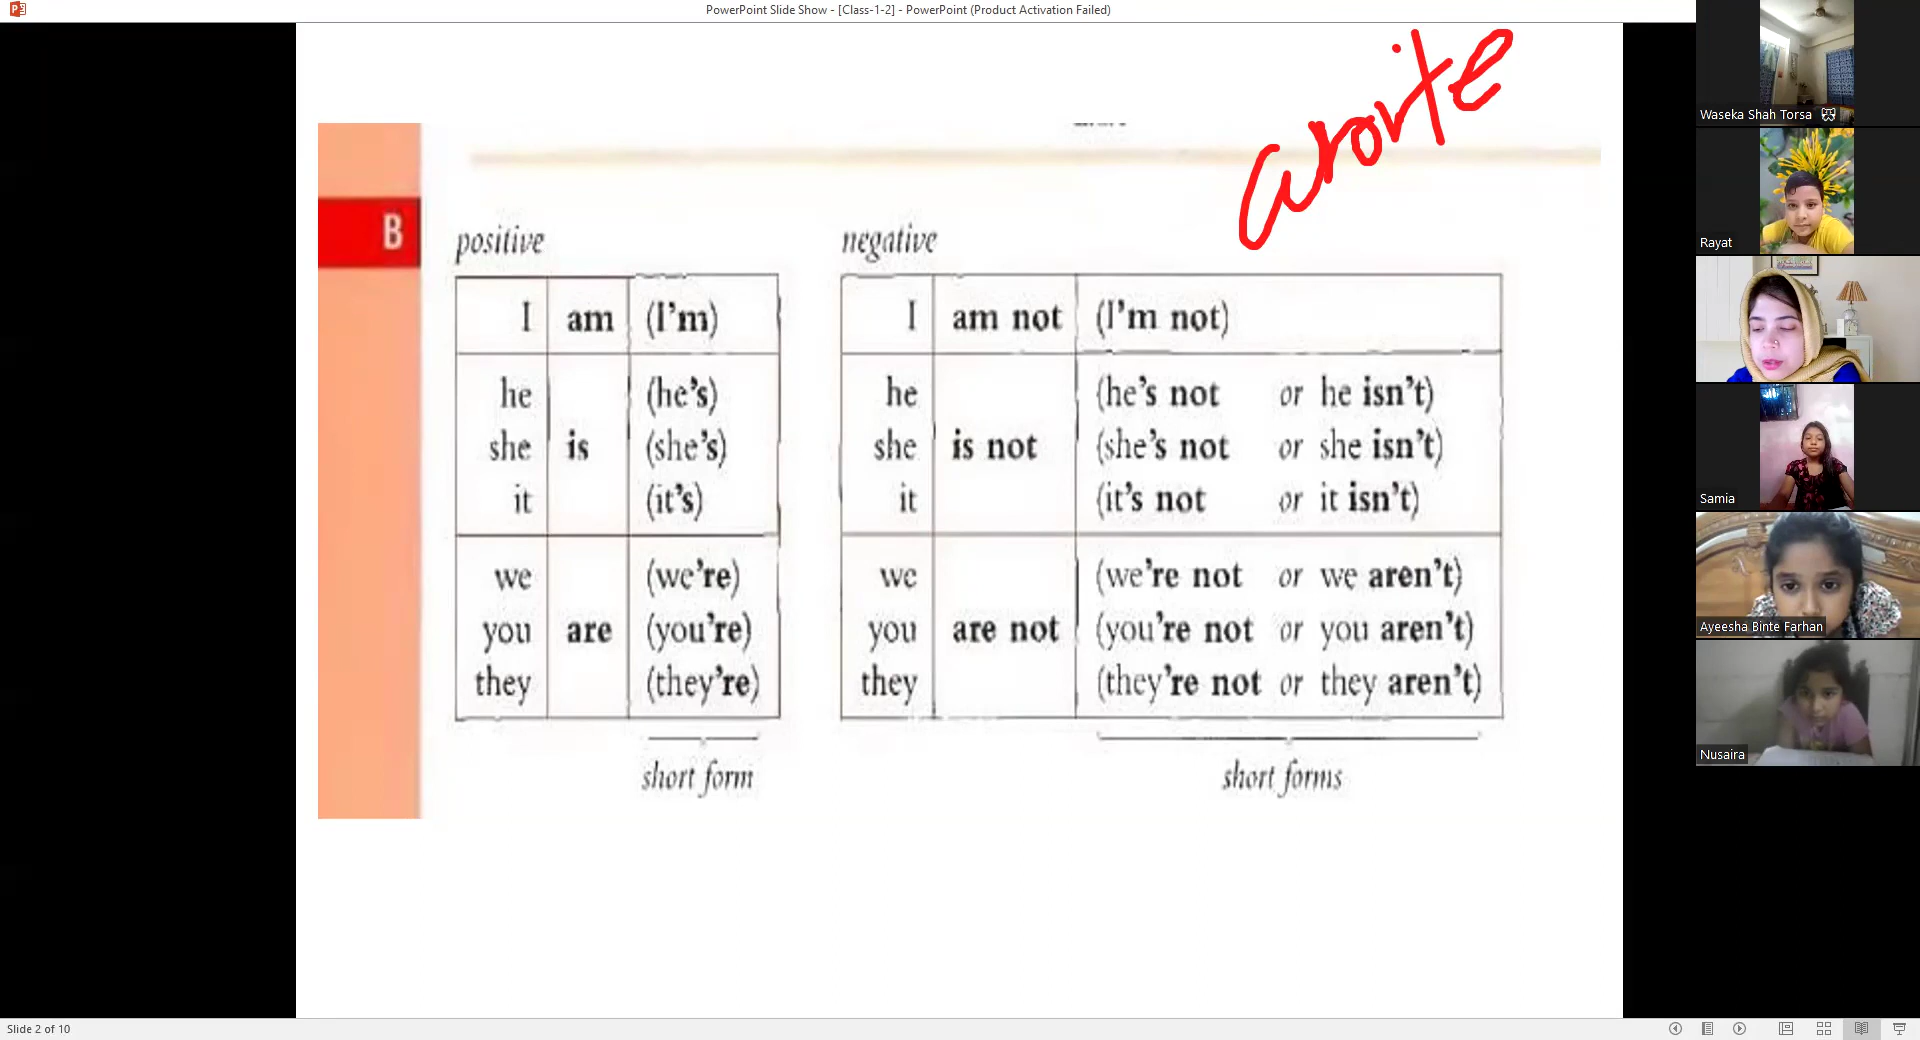 PowerPoint Slide Show - [Class-1-2] - PowerPoint (Product Activation Failed)
B
positive
I am (I'm)
he (he's)
she is (she's)
it (it's)
we (we're)
you are (you're)
they (they're)
short form
negative
I am not (I'm not)
he (he's not or he isn't)
she is not (she's not or she isn't)
it (it's not or it isn't)
we (we're not or we aren't)
you are not (you're not or you aren't)
they (they're not or they aren't)
short forms
Waseka Shah Torsa
Rayat
Samia
Ayeesha Binte Farhan
Nusaira
Slide 2 of 10